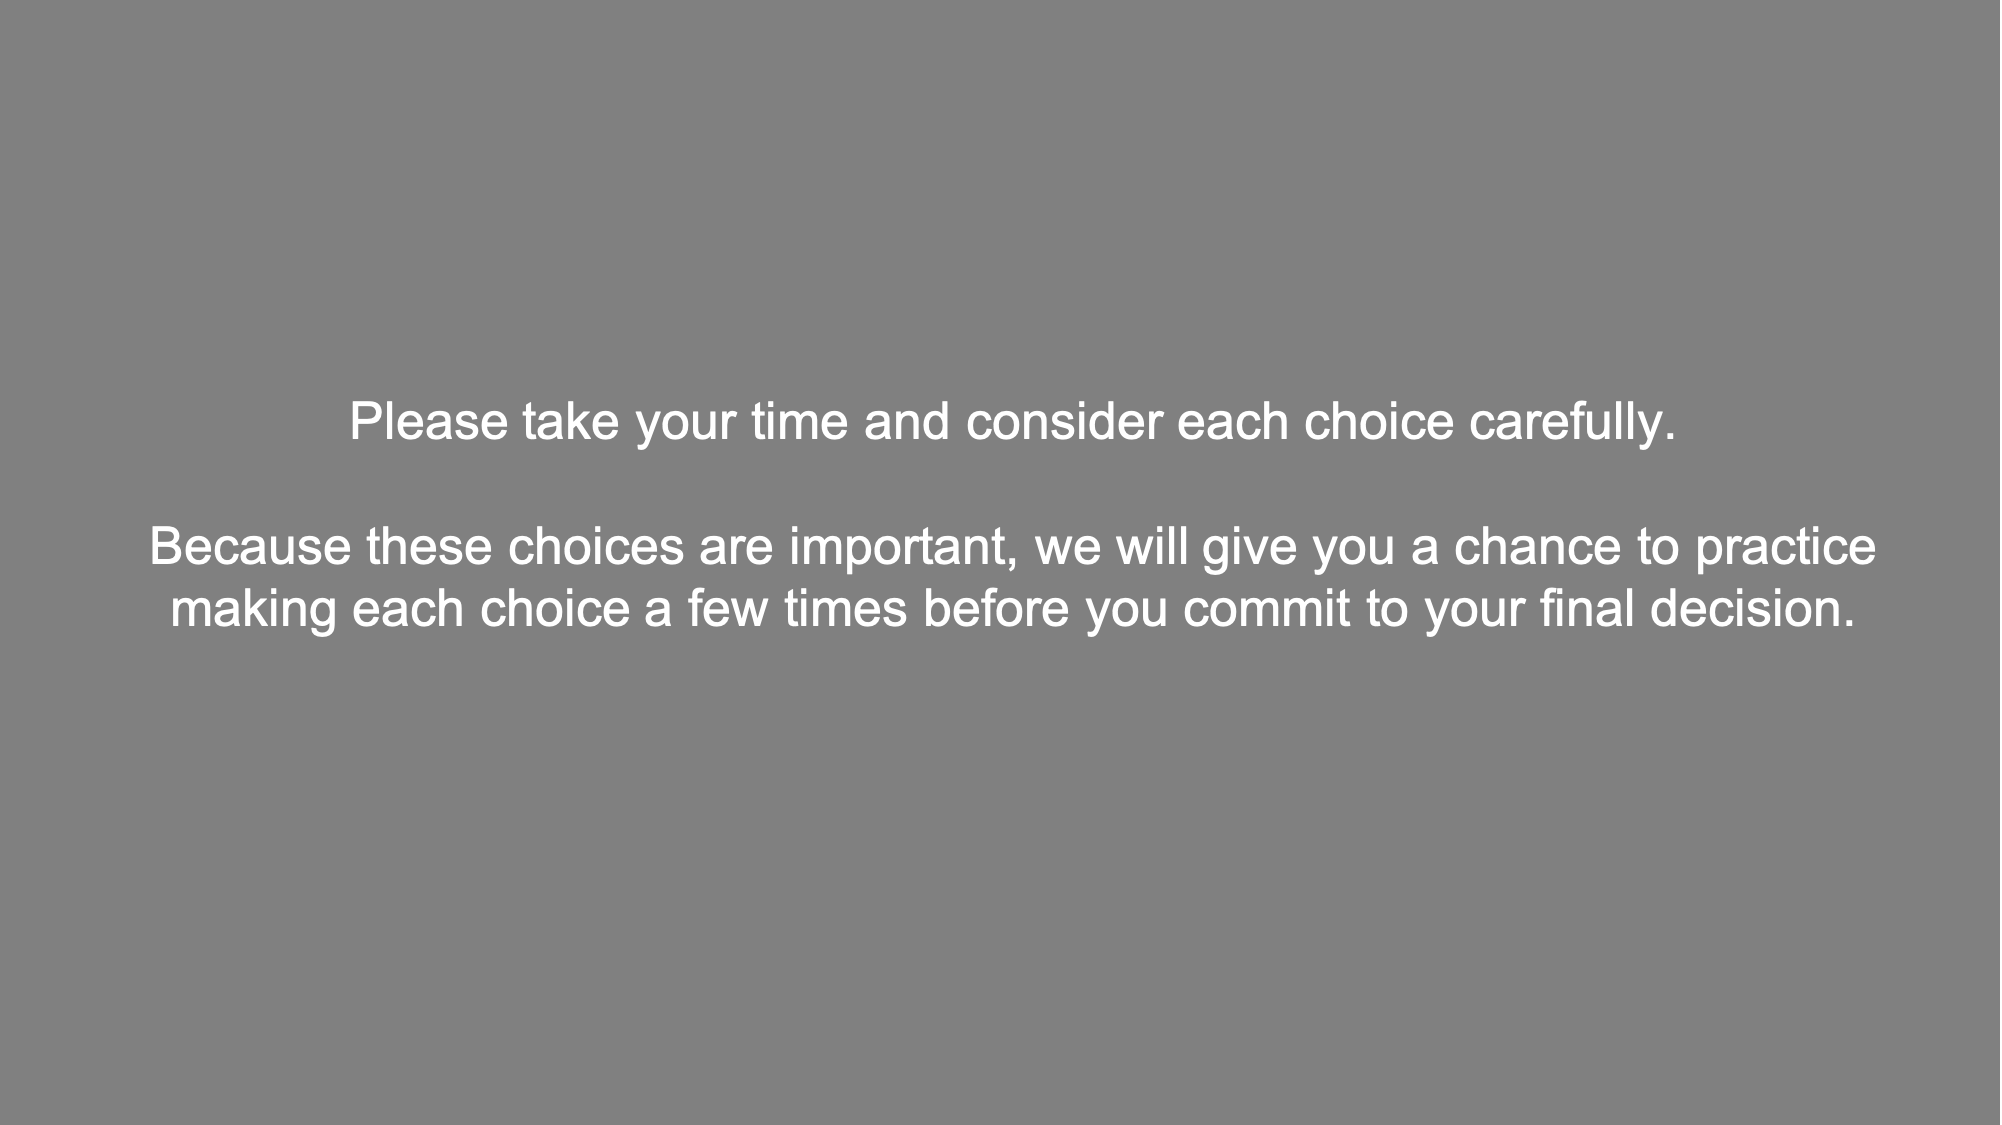 Please take your time and consider each choice carefully.
Because these choices are important, we will give you a chance to practice
making each choice a few times before you commit to your final decision.